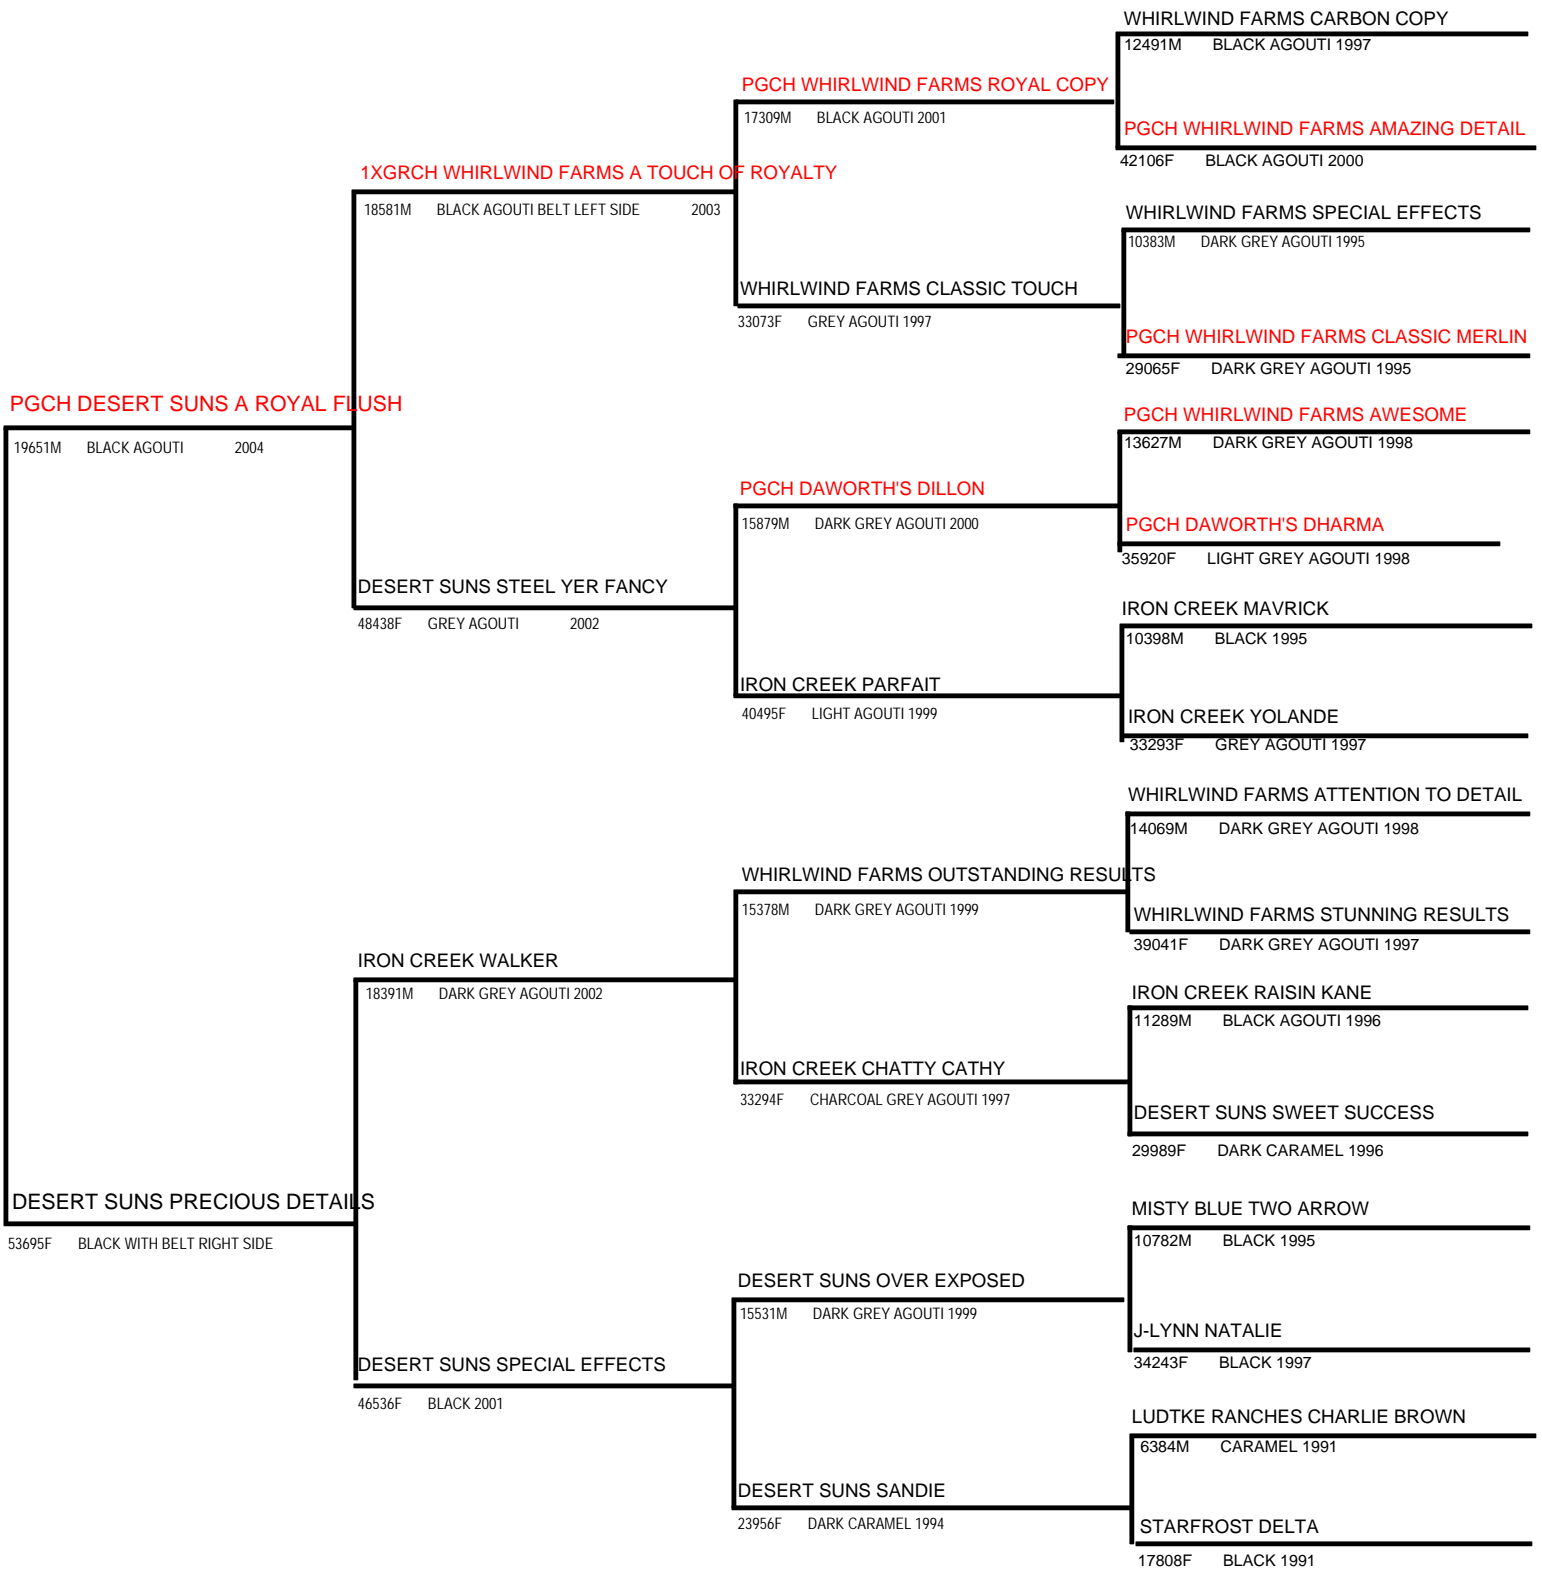 WHIRLWIND FARMS CARBON COPY
12491M BLACK AGOUTI 1997
PGCH WHIRLWIND FARMS ROYAL COPY
17309M BLACK AGOUTI 2001
PGCH WHIRLWIND FARMS AMAZING DETAIL
42106F BLACK AGOUTI 2000
1XGRCH WHIRLWIND FARMS A TOUCH OF ROYALTY
18581M BLACK AGOUTI BELT LEFT SIDE 2003
WHIRLWIND FARMS SPECIAL EFFECTS
10383M DARK GREY AGOUTI 1995
WHIRLWIND FARMS CLASSIC TOUCH
33073F GREY AGOUTI 1997
PGCH WHIRLWIND FARMS CLASSIC MERLIN
29065F DARK GREY AGOUTI 1995
PGCH DESERT SUNS A ROYAL FLUSH
19651M BLACK AGOUTI 2004
PGCH WHIRLWIND FARMS AWESOME
13627M DARK GREY AGOUTI 1998
PGCH DAWORTH'S DILLON
15879M DARK GREY AGOUTI 2000
PGCH DAWORTH'S DHARMA
35920F LIGHT GREY AGOUTI 1998
DESERT SUNS STEEL YER FANCY
48438F GREY AGOUTI 2002
IRON CREEK MAVRICK
10398M BLACK 1995
IRON CREEK PARFAIT
40495F LIGHT AGOUTI 1999
IRON CREEK YOLANDE
33293F GREY AGOUTI 1997
WHIRLWIND FARMS ATTENTION TO DETAIL
14069M DARK GREY AGOUTI 1998
WHIRLWIND FARMS OUTSTANDING RESULTS
15378M DARK GREY AGOUTI 1999
WHIRLWIND FARMS STUNNING RESULTS
39041F DARK GREY AGOUTI 1997
IRON CREEK WALKER
18391M DARK GREY AGOUTI 2002
IRON CREEK RAISIN KANE
11289M BLACK AGOUTI 1996
IRON CREEK CHATTY CATHY
33294F CHARCOAL GREY AGOUTI 1997
DESERT SUNS SWEET SUCCESS
29989F DARK CARAMEL 1996
DESERT SUNS PRECIOUS DETAILS
53695F BLACK WITH BELT RIGHT SIDE
MISTY BLUE TWO ARROW
10782M BLACK 1995
DESERT SUNS OVER EXPOSED
15531M DARK GREY AGOUTI 1999
J-LYNN NATALIE
34243F BLACK 1997
DESERT SUNS SPECIAL EFFECTS
46536F BLACK 2001
LUDTKE RANCHES CHARLIE BROWN
6384M CARAMEL 1991
DESERT SUNS SANDIE
23956F DARK CARAMEL 1994
STARFROST DELTA
17808F BLACK 1991